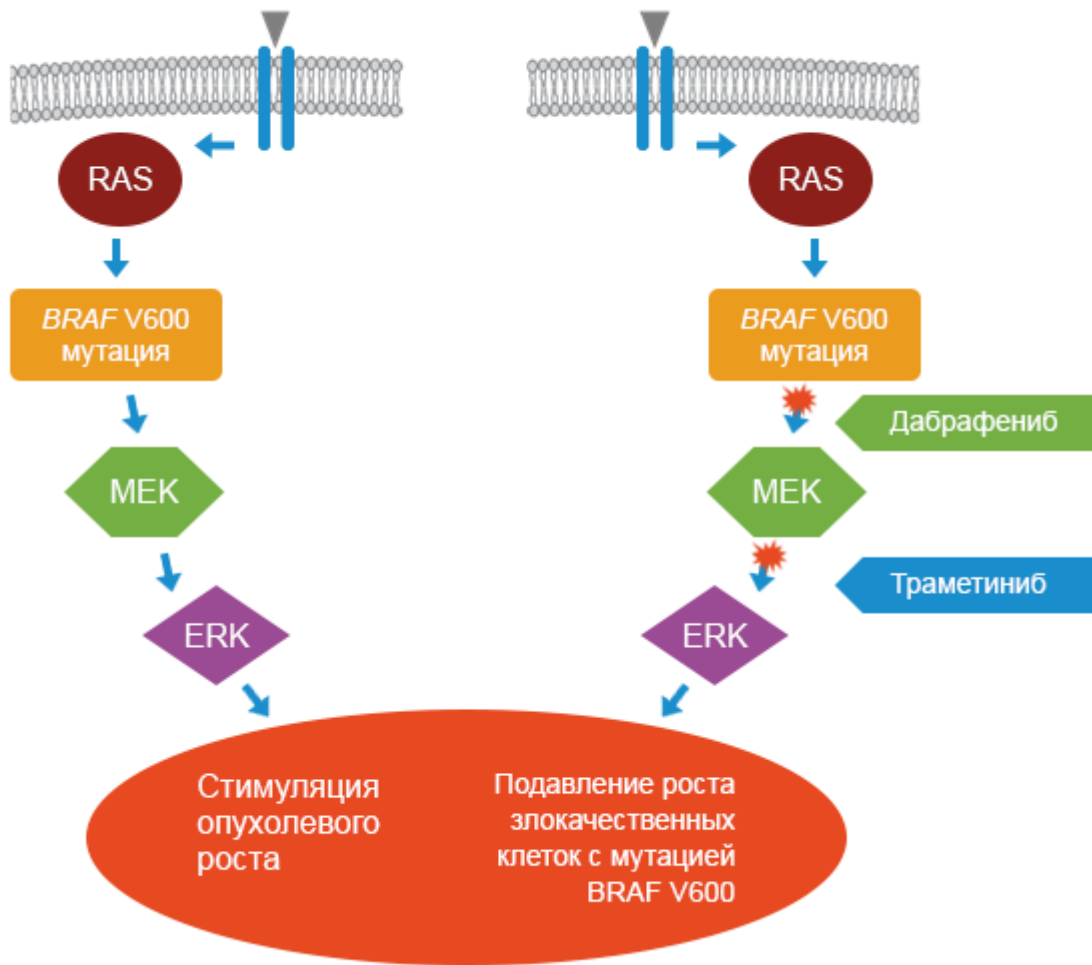 RAS
BRAF V600
мутация
MEK
ERK
Стимуляция
опухолевого
роста
RAS
BRAF V600
мутация
Дабрафениб
MEK
Траметиниб
ERK
Подавление роста
злокачественных
клеток с мутацией
BRAF V600